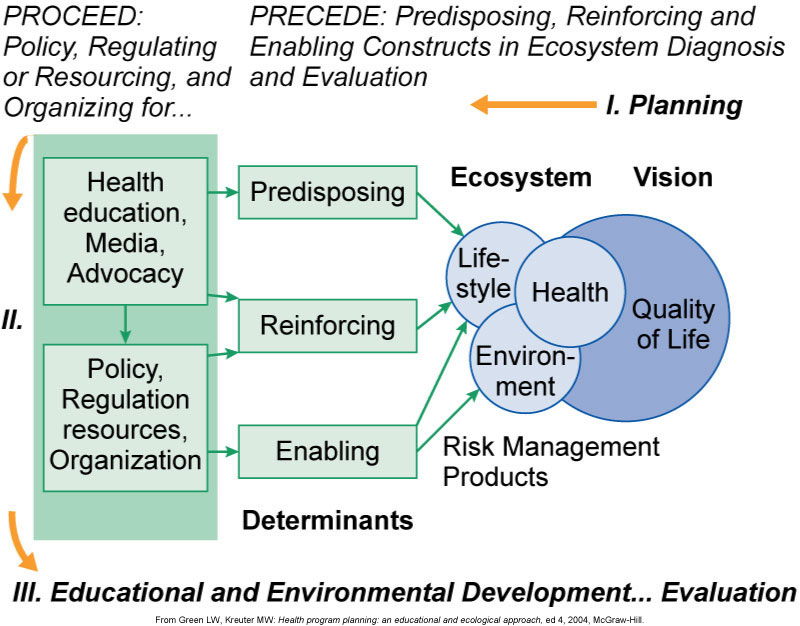 PROCEED:
Policy, Regulating
or Resourcing, and
Organizing for...
PRECEDE: Predisposing, Reinforcing and
Enabling Constructs in Ecosystem Diagnosis
and Evaluation
I. Planning
II.
Health
education,
Media,
Advocacy
Policy,
Regulation
resources,
Organization
Predisposing
Reinforcing
Enabling
Determinants
Ecosystem
Vision
Life-
style
Health
Environ-
ment
Quality
of Life
Risk Management
Products
III. Educational and Environmental Development... Evaluation
From Green LW, Kreuter MW: Health program planning: an educational and ecological approach, ed 4, 2004, McGraw-Hill.